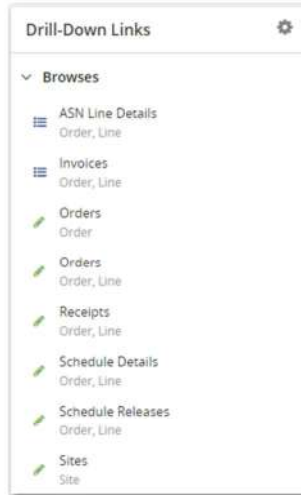 Drill-Down Links
Browses
ASN Line Details
Order, Line
Invoices
Order, Line
Orders
Order
Orders
Order, Line
Receipts
Order, Line
Schedule Details
Order, Line
Schedule Releases
Order, Line
Sites
Site